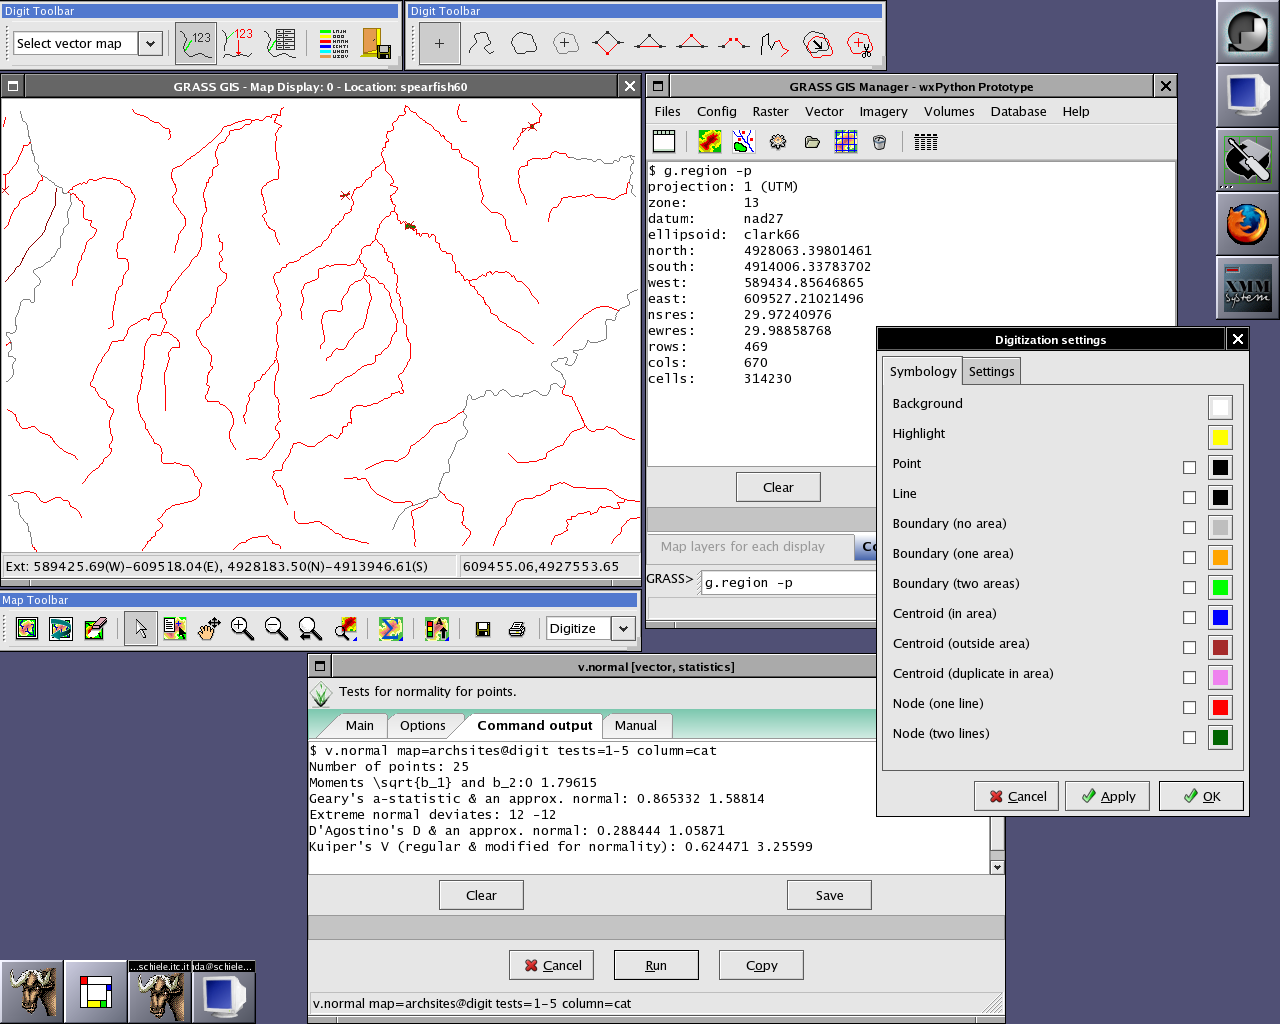 Digit Toolbar
Digit Toolbar
Select vector map
123
123
GRASS GIS - Map Display: 0 - Location: spearfish60
Ext: 589425.69(W)-609518.04(E), 4928183.50(N)-4913946.61(S)
609455.06,4927553.65
Map Toolbar
Digitize
GRASS GIS Manager - wxPython Prototype
Files Config Raster Vector Imagery Volumes Database Help
$ g.region -p
projection: 1 (UTM)
zone: 13
datum: nad27
ellipsoid: clark66
north: 4928063.39801461
south: 4914006.33783702
west: 589434.85646865
east: 609527.21021496
nsres: 29.97240976
ewres: 29.98858768
rows: 469
cols: 670
cells: 314230
Clear
Map layers for each display
Co
GRASS> g.region -p
Digitization settings
Symbology Settings
Background
Highlight
Point
Line
Boundary (no area)
Boundary (one area)
Boundary (two areas)
Centroid (in area)
Centroid (outside area)
Centroid (duplicate in area)
Node (one line)
Node (two lines)
Cancel Apply OK
v.normal [vector, statistics]
Tests for normality for points.
Main Options Command output Manual
$ v.normal map=archsites@digit tests=1-5 column=cat
Number of points: 25
Moments \sqrt{b_1} and b_2:0 1.79615
Geary's a-statistic & an approx. normal: 0.865332 1.58814
Extreme normal deviates: 12 -12
D'Agostino's D & an approx. normal: 0.288444 1.05871
Kuiper's V (regular & modified for normality): 0.624471 3.25599
Clear Save
Cancel Run Copy
v.normal map=archsites@digit tests=1-5 column=cat
XMM
System
...schiele.itc.it
nda@schiele...